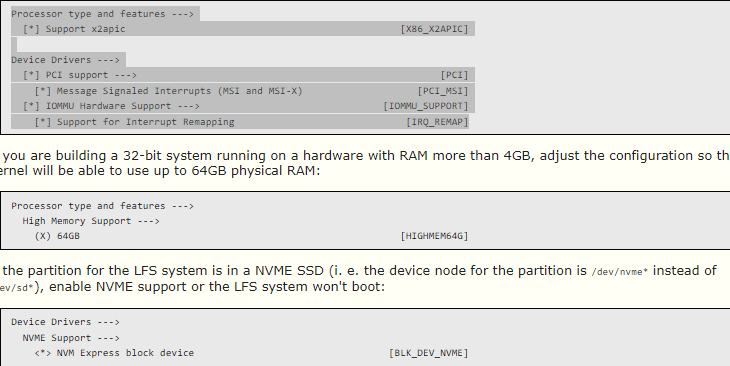 Processor type and features --->
[*] Support x2apic [X86_X2APIC]
Device Drivers --->
[*] PCI support ---> [PCI]
[*] Message Signaled Interrupts (MSI and MSI-X) [PCI_MSI]
[*] IOMMU Hardware Support ---> [IOMMU_SUPPORT]
[*] Support for Interrupt Remapping [IRQ_REMAP]
you are building a 32-bit system running on a hardware with RAM more than 4GB, adjust the configuration so th
ernel will be able to use up to 64GB physical RAM:
Processor type and features --->
High Memory Support --->
(X) 64GB [HIGHMEM64G]
the partition for the LFS system is in a NVME SSD (i. e. the device node for the partition is /dev/nvme* instead of
ev/sd*), enable NVME support or the LFS system won't boot:
Device Drivers --->
NVME Support --->
<*> NVM Express block device [BLK_DEV_NVME]